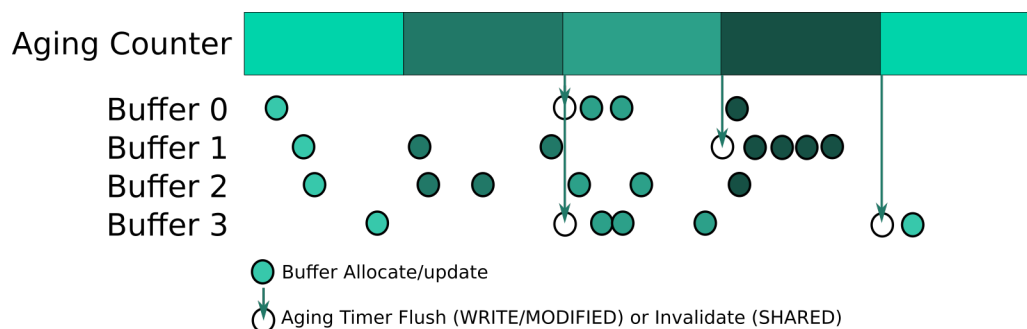 Aging Counter
Buffer 0
Buffer 1
Buffer 2
Buffer 3
Buffer Allocate/update
Aging Timer Flush (WRITE/MODIFIED) or Invalidate (SHARED)